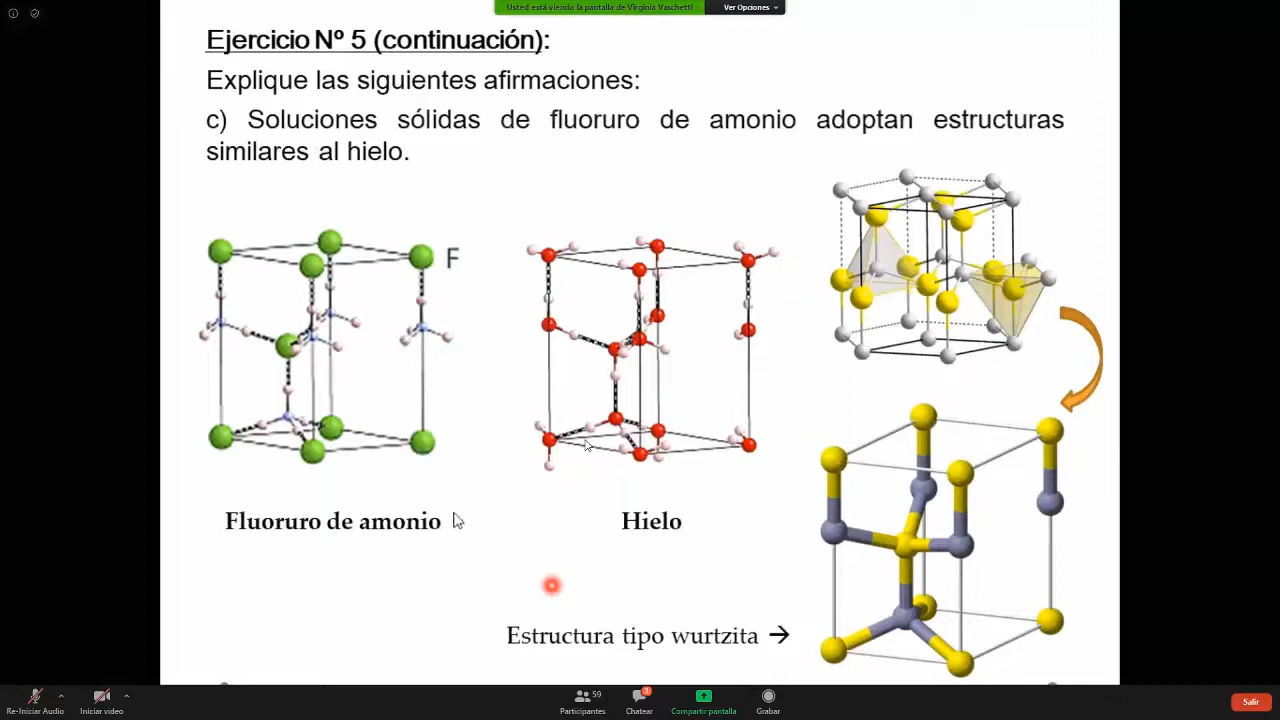 Usted está viendo la pantalla de Virginia Vaschetti
Ver Opciones
Ejercicio Nº 5 (continuación):
Explique las siguientes afirmaciones:
c) Soluciones sólidas de fluoruro de amonio adoptan estructuras
similares al hielo.
F
Fluoruro de amonio
Hielo
Estructura tipo wurtzita →
Re-Iniciar Audio
Iniciar video
59
Participantes
3
Chatear
Compartir pantalla
Grabar
Salir